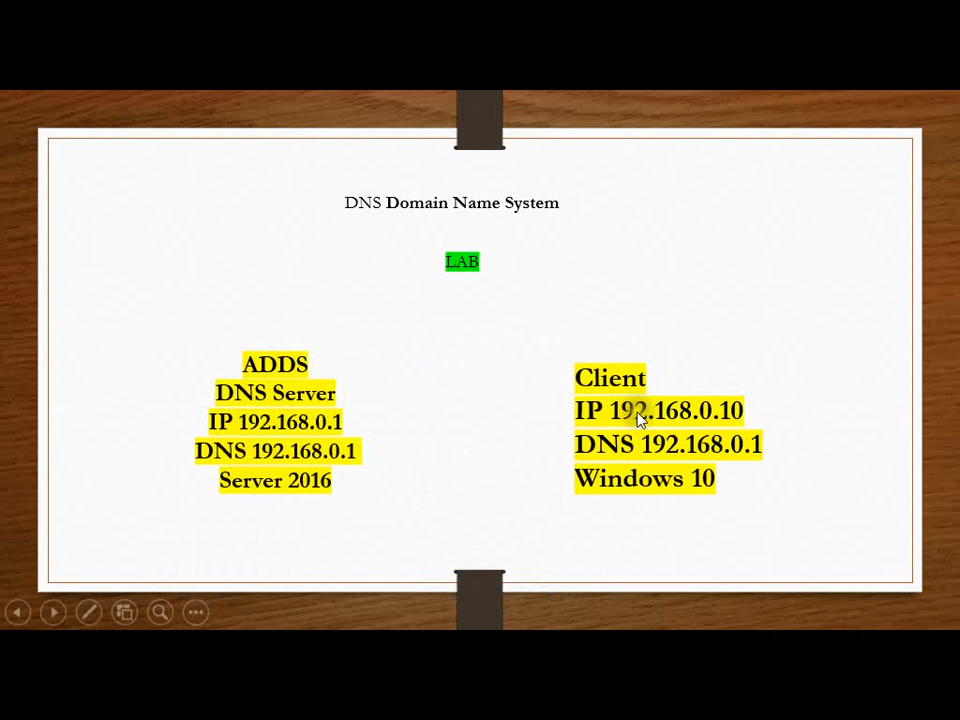 DNS Domain Name System
LAB
ADDS
DNS Server
IP 192.168.0.1
DNS 192.168.0.1
Server 2016
Client
IP 192.168.0.10
DNS 192.168.0.1
Windows 10